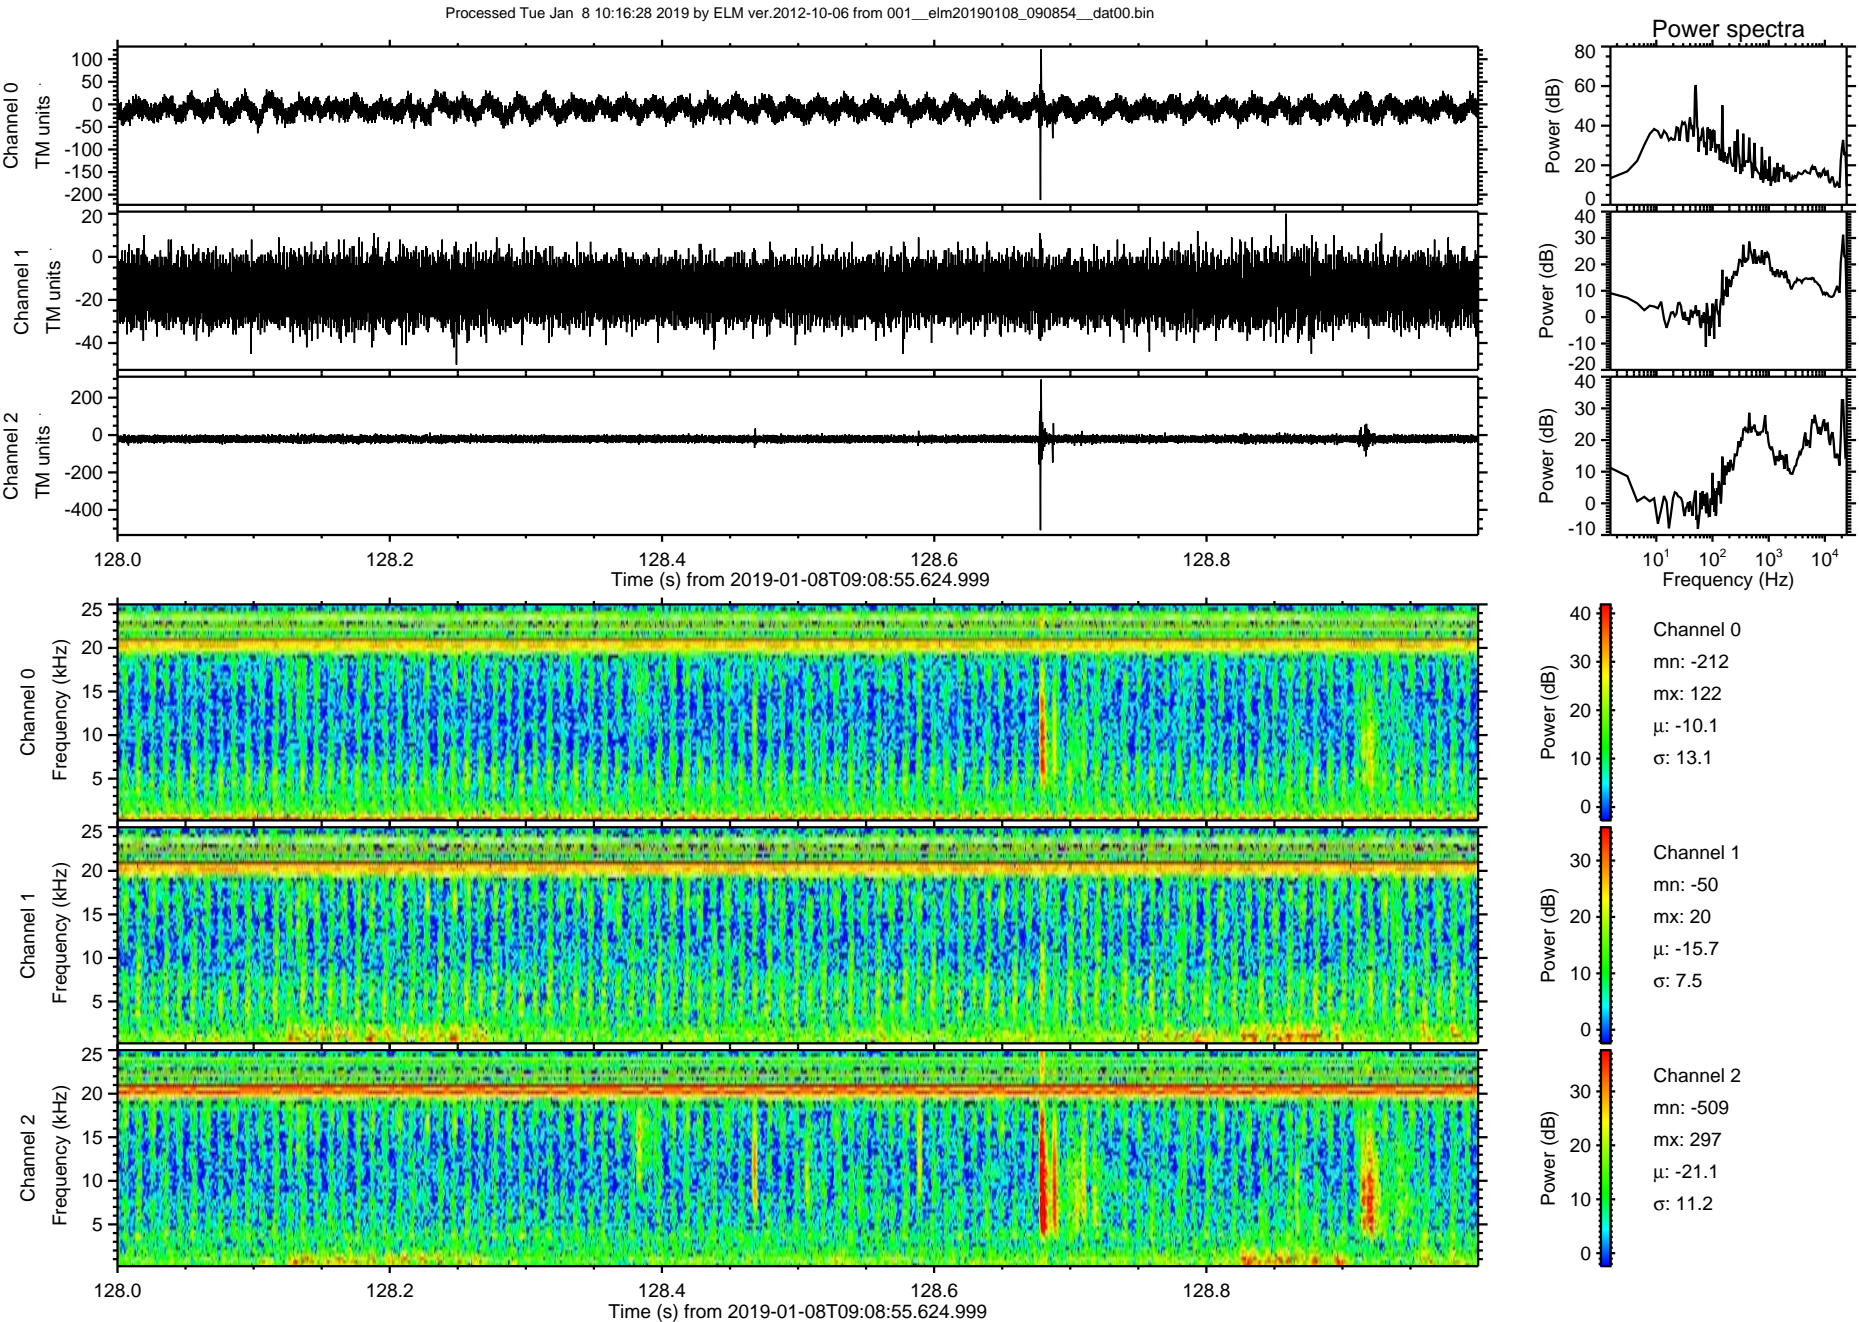 Processed Tue Jan  8 10:16:28 2019 by ELM ver.2012-10-06 from 001__elm20190108_090854__dat00.bin
Power spectra
Channel 0
TM units
100
50
0
-50
-100
-150
-200
Power (dB)
80
60
40
20
0
Channel 1
TM units
20
0
-20
-40
Power (dB)
40
30
20
10
0
-10
-20
Channel 2
TM units
200
0
-200
-400
Power (dB)
40
30
20
10
0
-10
128.0 128.2 128.4 128.6 128.8
Time (s) from 2019-01-08T09:08:55.624.999
10¹ 10² 10³ 10⁴
Frequency (Hz)
Channel 0
Frequency (kHz)
25
20
15
10
5
Power (dB)
40
30
20
10
0
Channel 0
mn: -212
mx: 122
μ: -10.1
σ: 13.1
Channel 1
Frequency (kHz)
25
20
15
10
5
Power (dB)
30
20
10
0
Channel 1
mn: -50
mx: 20
μ: -15.7
σ: 7.5
Channel 2
Frequency (kHz)
25
20
15
10
5
Power (dB)
30
20
10
0
Channel 2
mn: -509
mx: 297
μ: -21.1
σ: 11.2
128.0 128.2 128.4 128.6 128.8
Time (s) from 2019-01-08T09:08:55.624.999